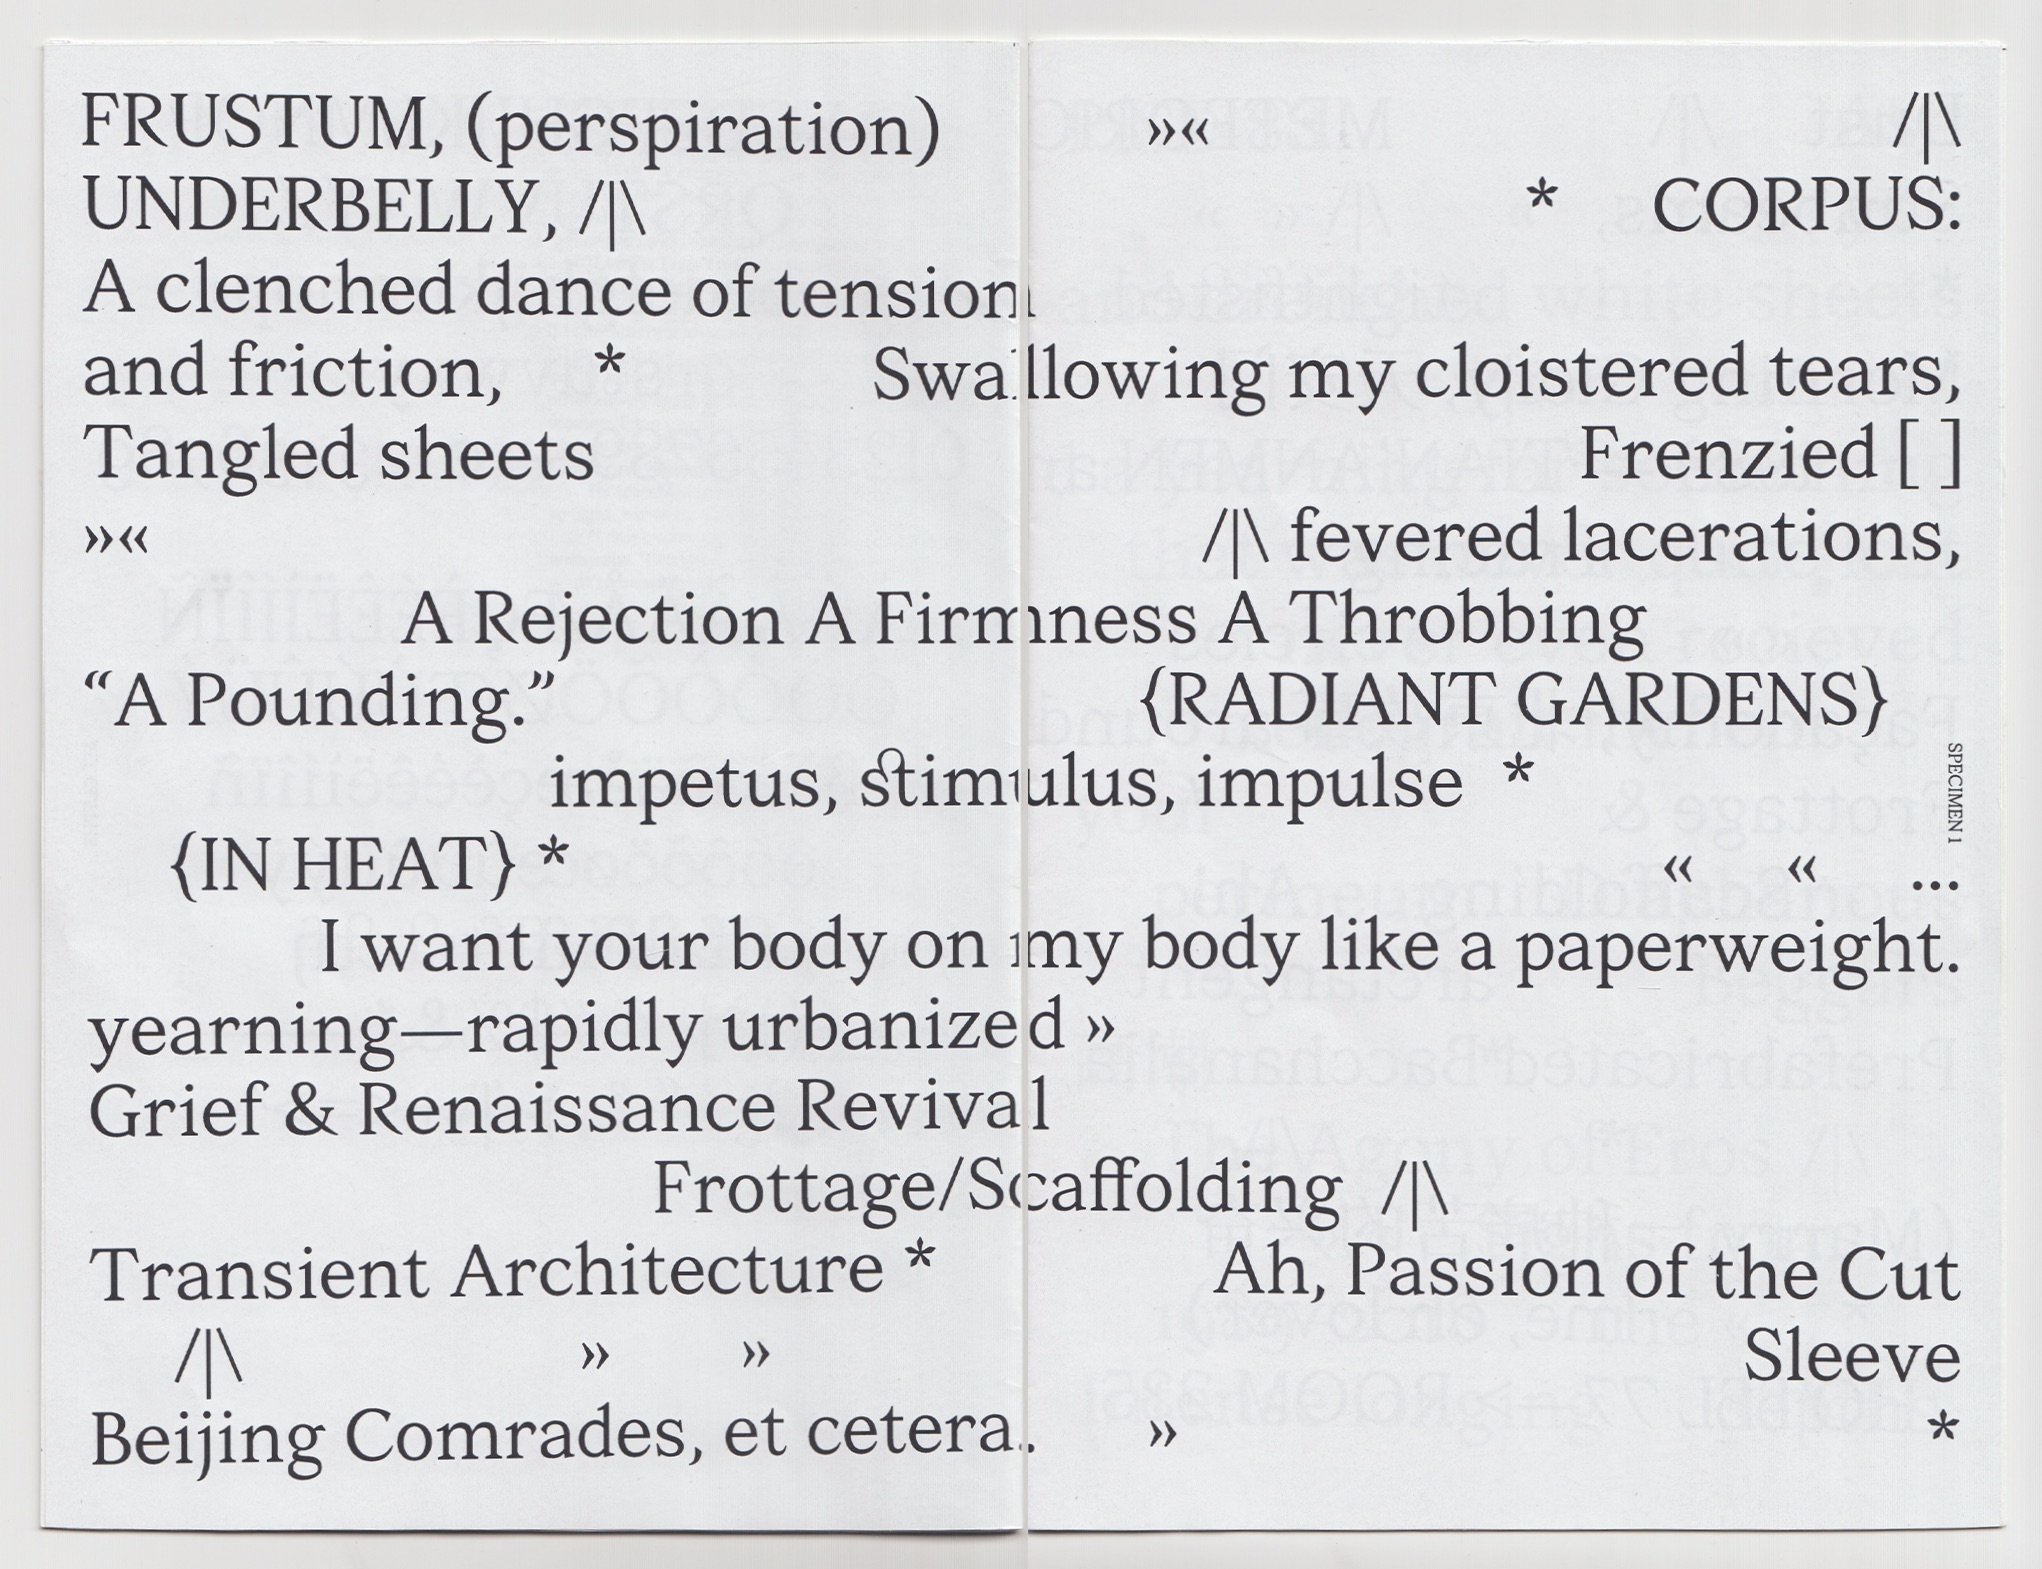 FRUSTUM, (perspiration) »« /|\
UNDERBELLY, /|\ * CORPUS:
A clenched dance of tension
and friction, * Swallowing my cloistered tears,
Tangled sheets Frenzied [ ]
»« /|\ fevered lacerations,
A Rejection A Firmness A Throbbing
“A Pounding.” {RADIANT GARDENS}
impetus, stimulus, impulse *
SPECIMEN 1
{IN HEAT} * « « ...
I want your body on my body like a paperweight.
yearning—rapidly urbanized »
Grief & Renaissance Revival
Frottage/Scaffolding /|\
Transient Architecture * Ah, Passion of the Cut
/|\ » » Sleeve
Beijing Comrades, et cetera. » *